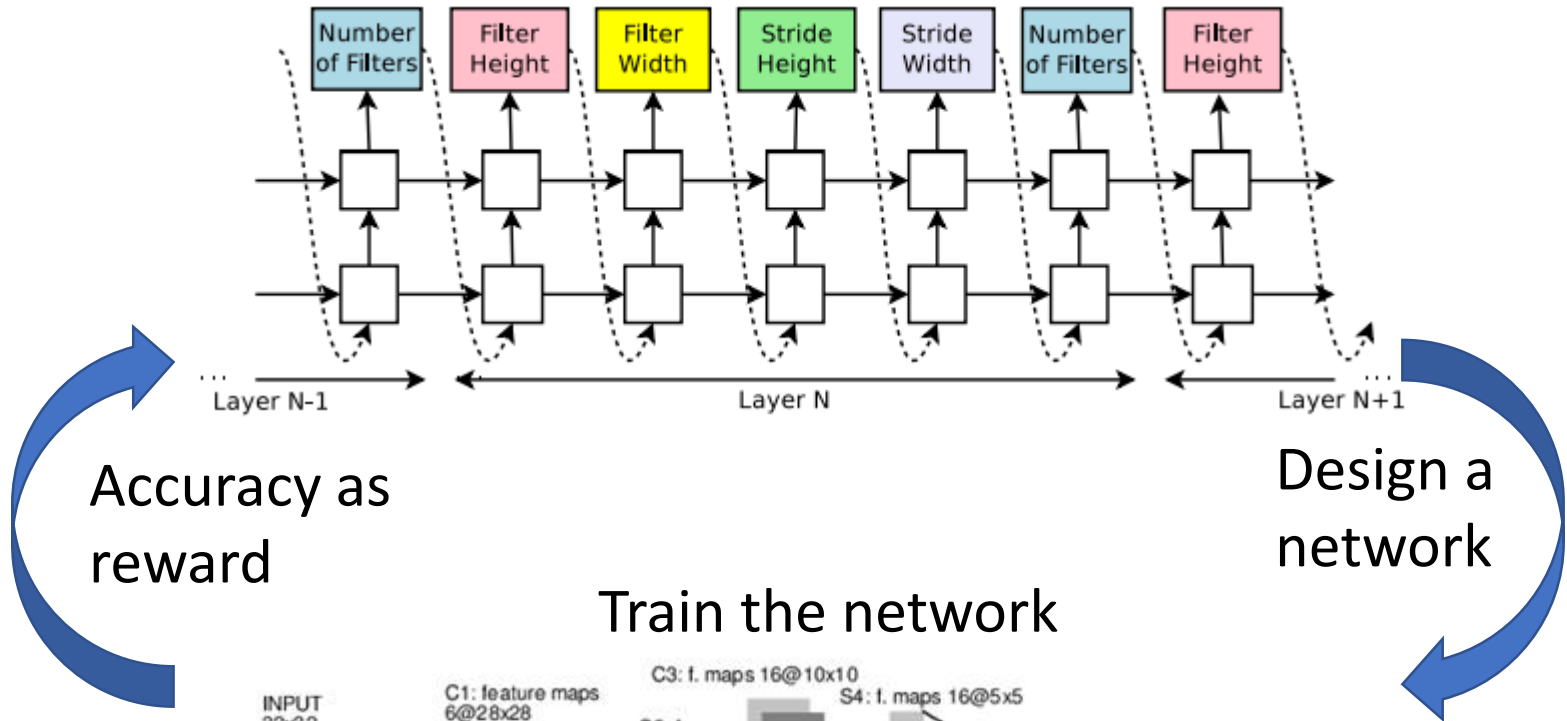 Number of Filters
Filter Height
Filter Width
Stride Height
Stride Width
Number of Filters
Filter Height
...
...
Layer N-1
Layer N
Layer N+1
Accuracy as
reward
Design a
network
Train the network
C3: f. maps 16@10x10
INPUT
C1: feature maps
S4: f. maps 16@5x5
6@28x28